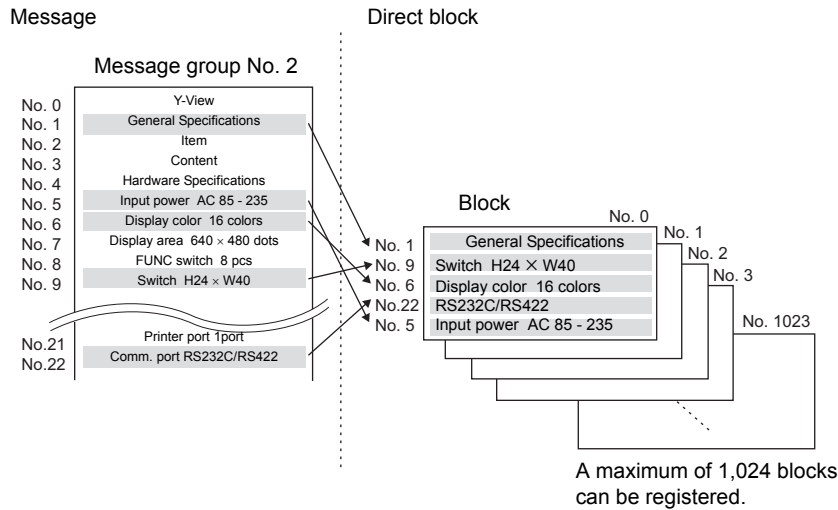 Message
Direct block
Message group No. 2
No. 0 Y-View
No. 1 General Specifications
No. 2 Item
No. 3 Content
No. 4 Hardware Specifications
No. 5 Input power AC 85 - 235
No. 6 Display color 16 colors
No. 7 Display area 640 × 480 dots
No. 8 FUNC switch 8 pcs
No. 9 Switch H24 × W40
No.21 Printer port 1port
No.22 Comm. port RS232C/RS422
Block
No. 0
No. 1
No. 2
No. 3
No. 1023
No. 1 General Specifications
No. 9 Switch H24 × W40
No. 6 Display color 16 colors
No.22 RS232C/RS422
No. 5 Input power AC 85 - 235
A maximum of 1,024 blocks
can be registered.